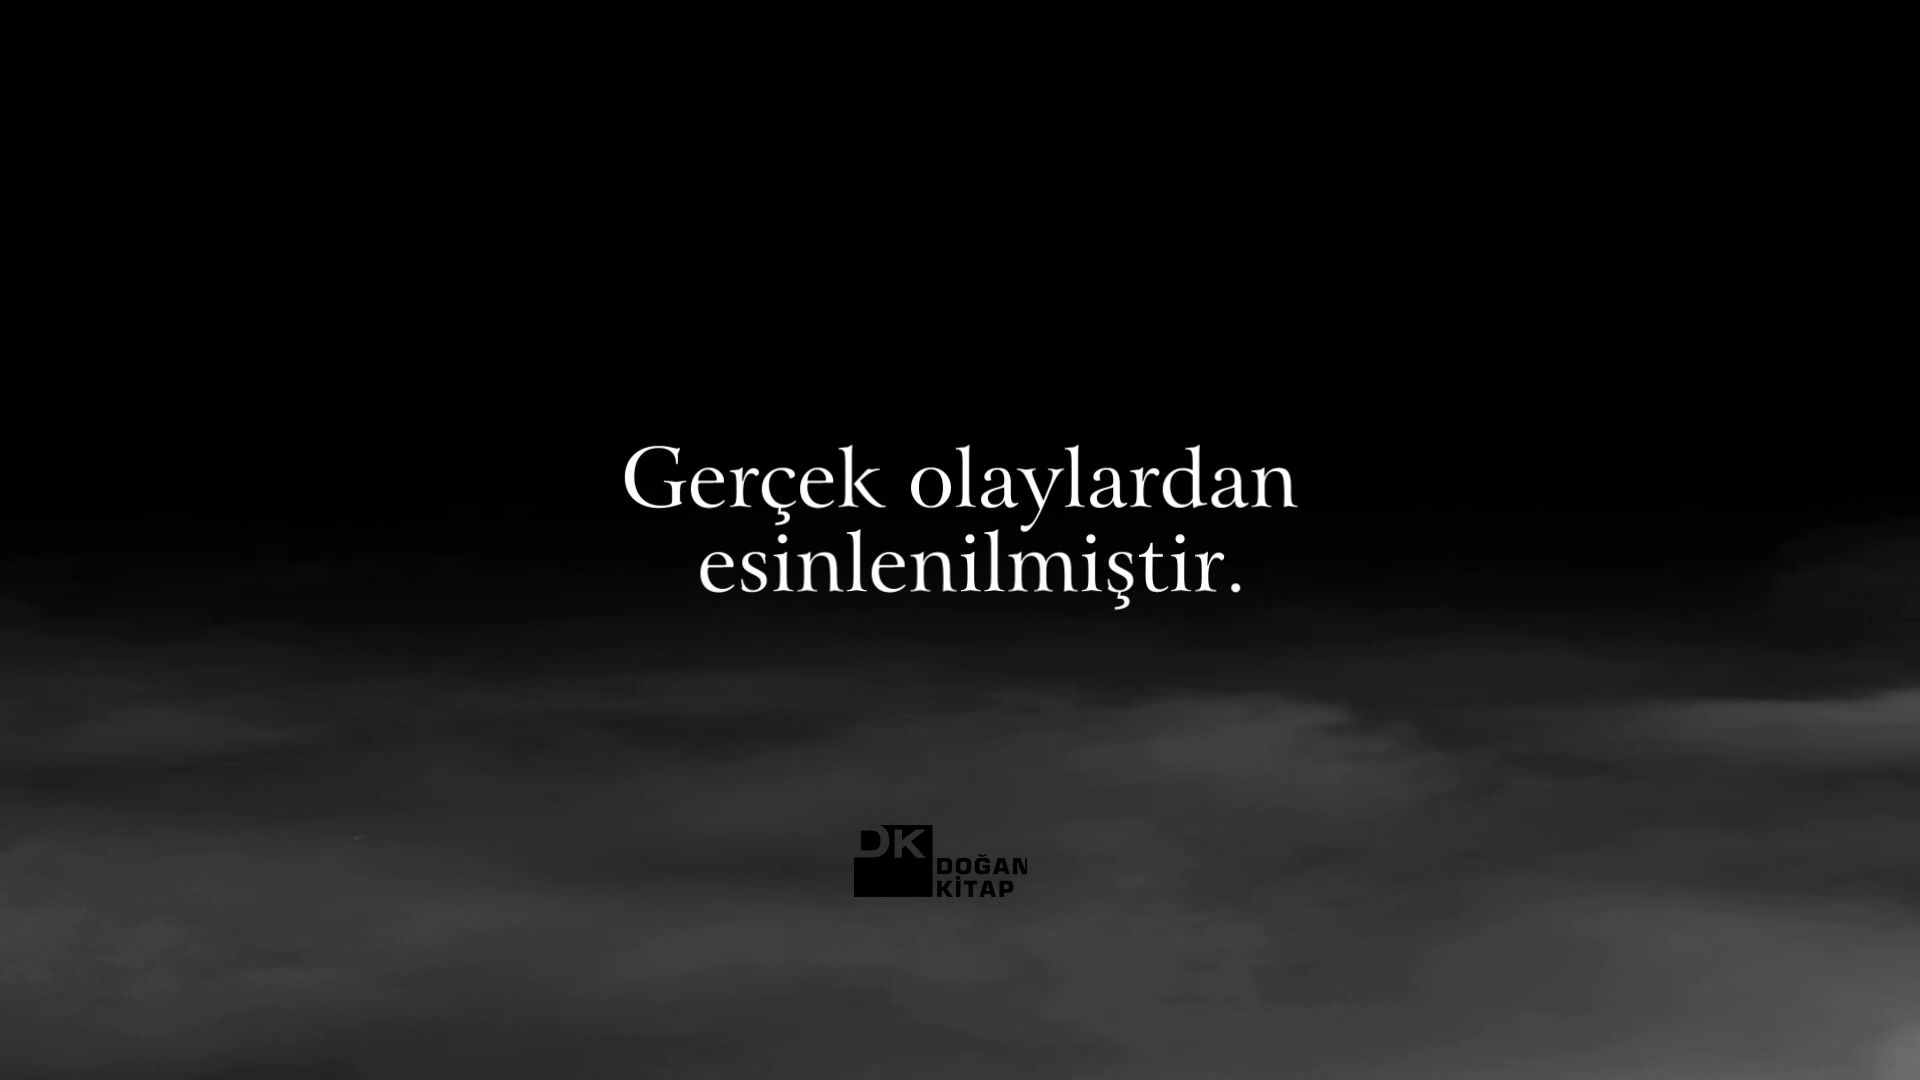 Gerçek olaylardan
esinlenilmiştir.
DK
DOĞAN
KİTAP